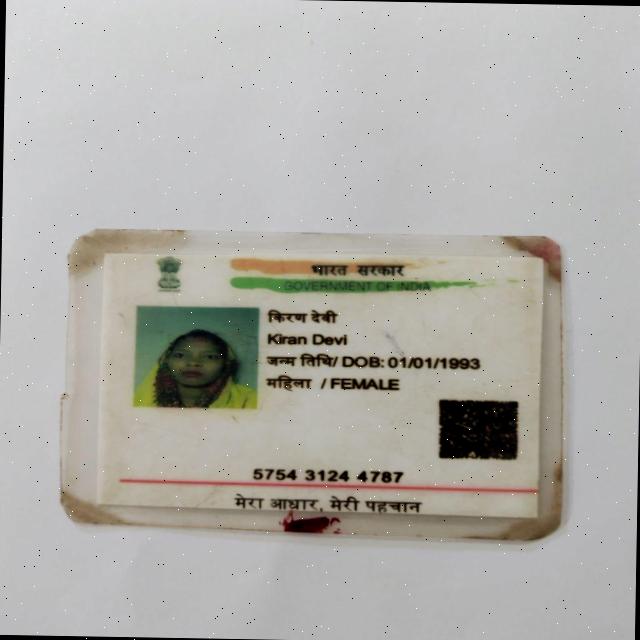 भारत सरकार
GOVERNMENT OF INDIA
किरण देवी
Kiran Devi
जन्म तिथि/ DOB: 01/01/1993
महिला / FEMALE
5754 3124 4787
मेरा आधार, मेरी पहचान